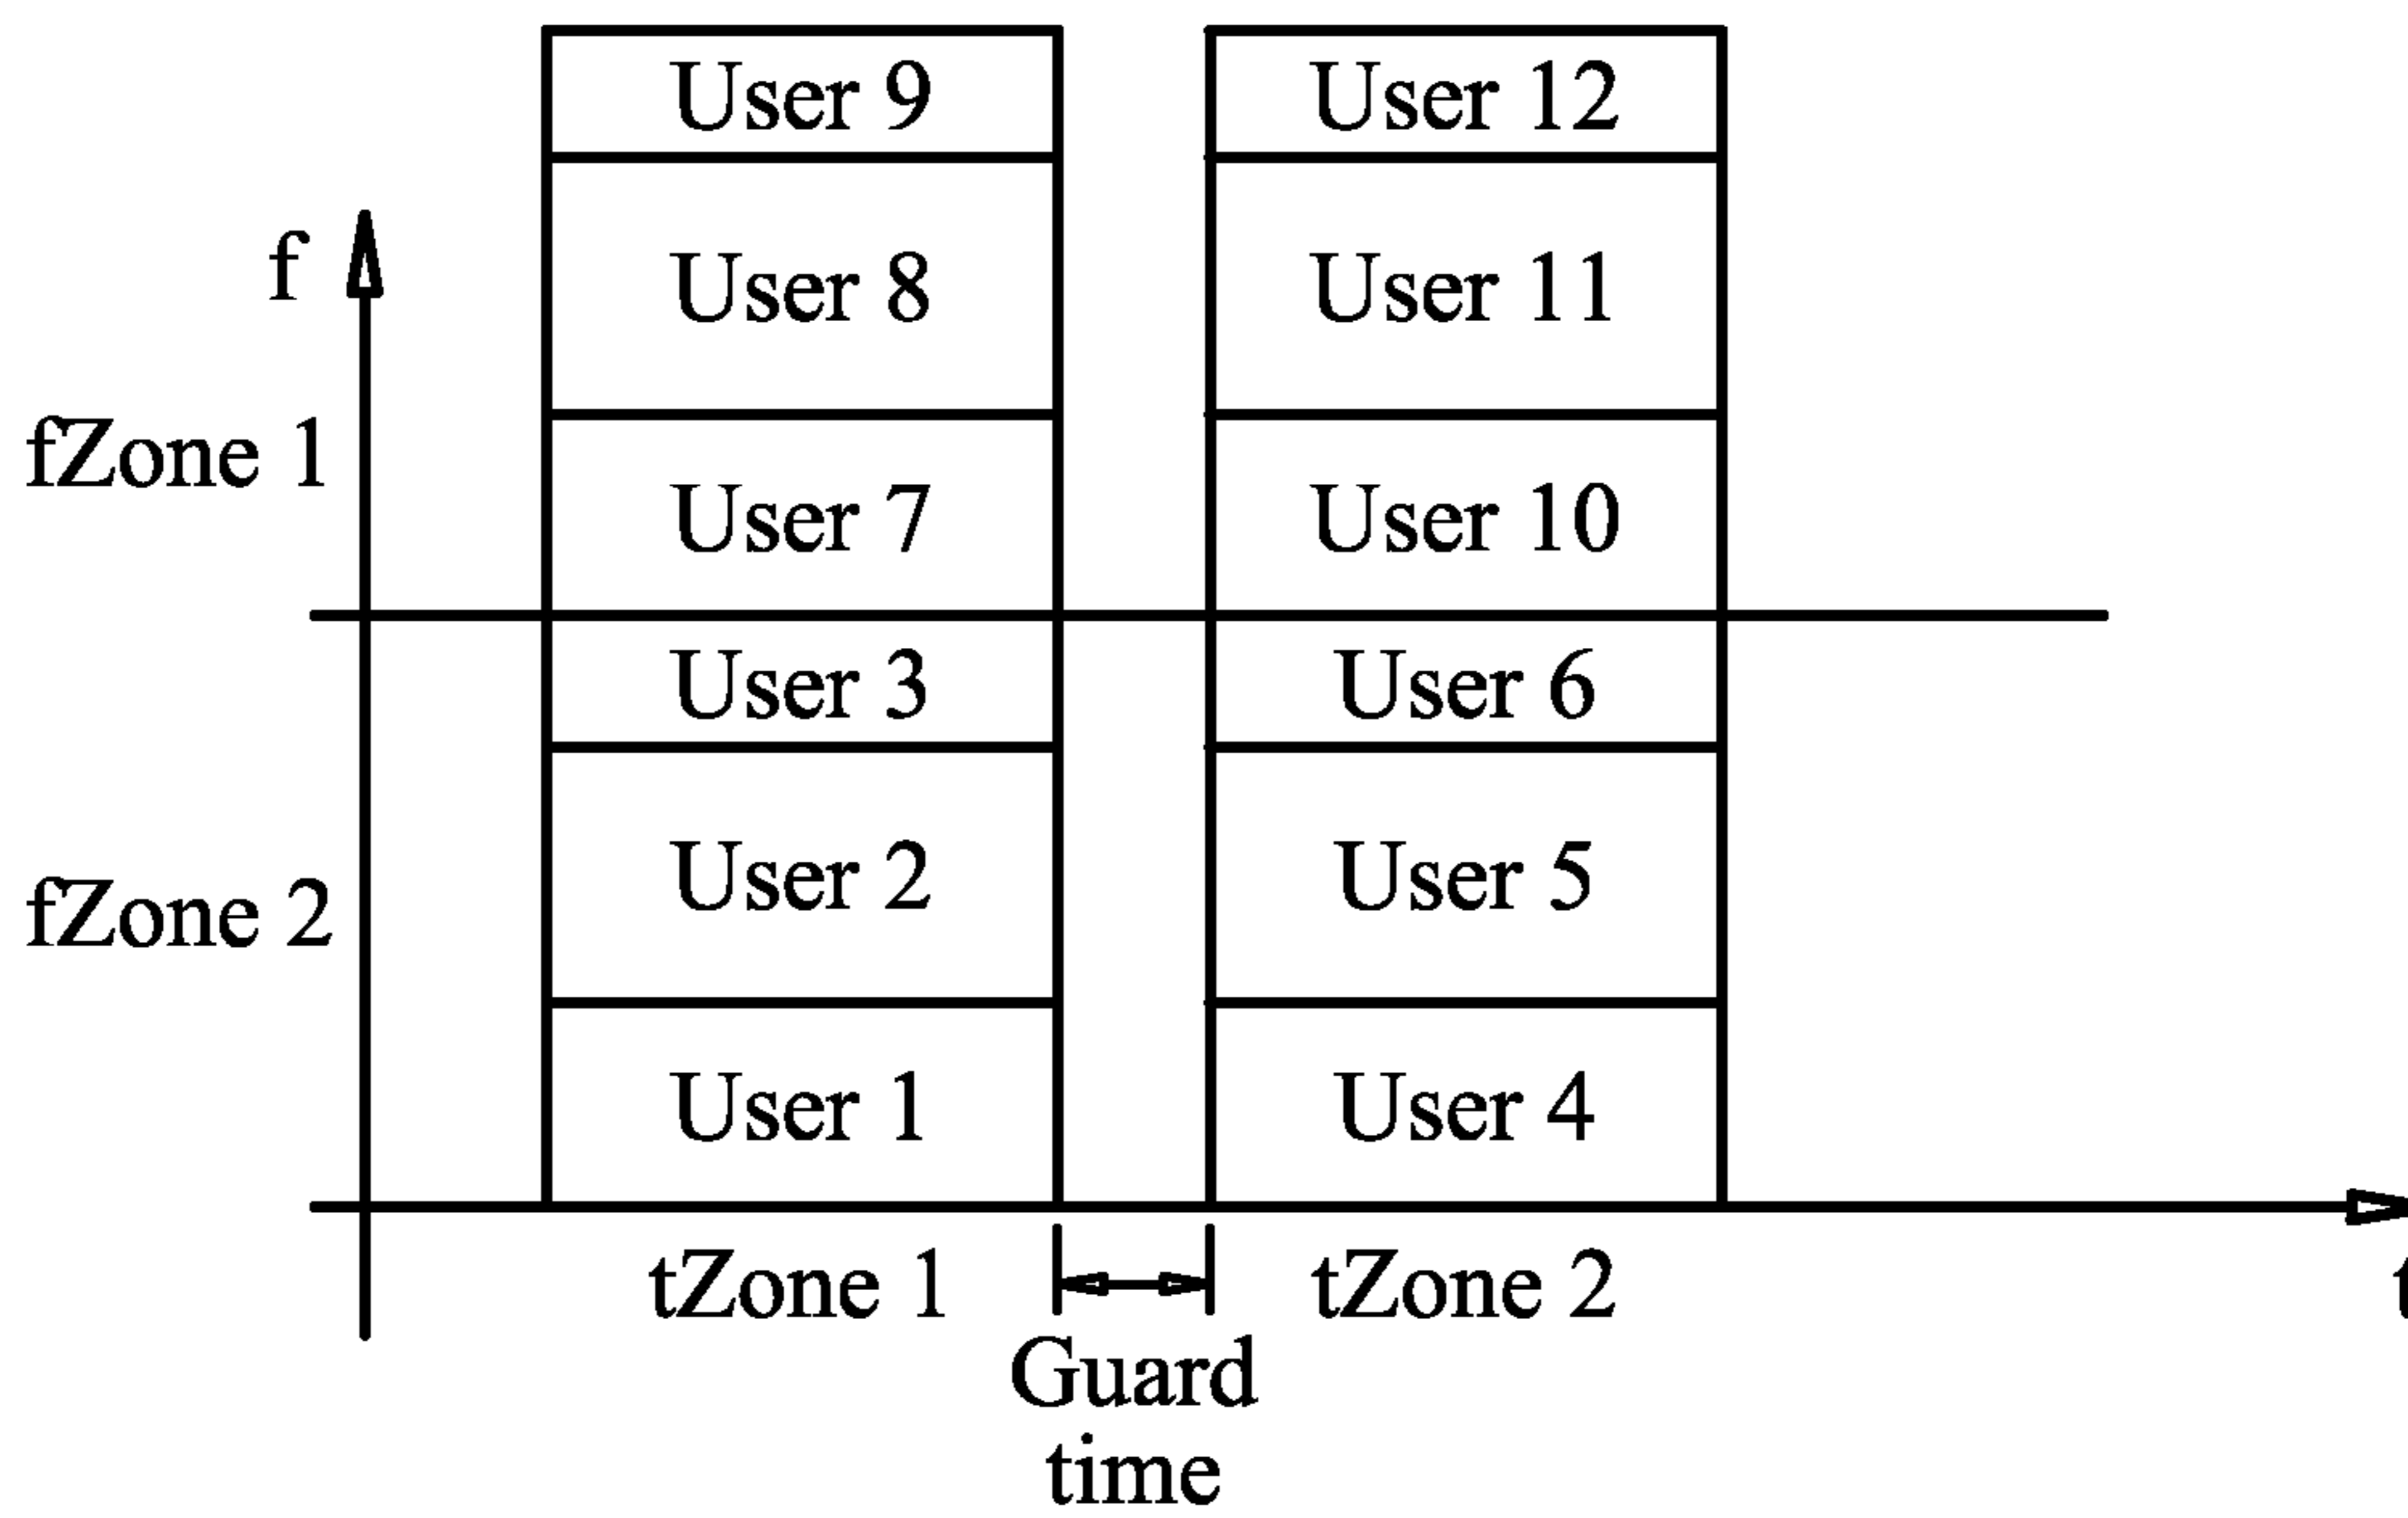 User 9
User 12
f
User 8
User 11
fZone 1
User 7
User 10
User 3
User 6
fZone 2
User 2
User 5
User 1
User 4
tZone 1
tZone 2
t
Guard
time